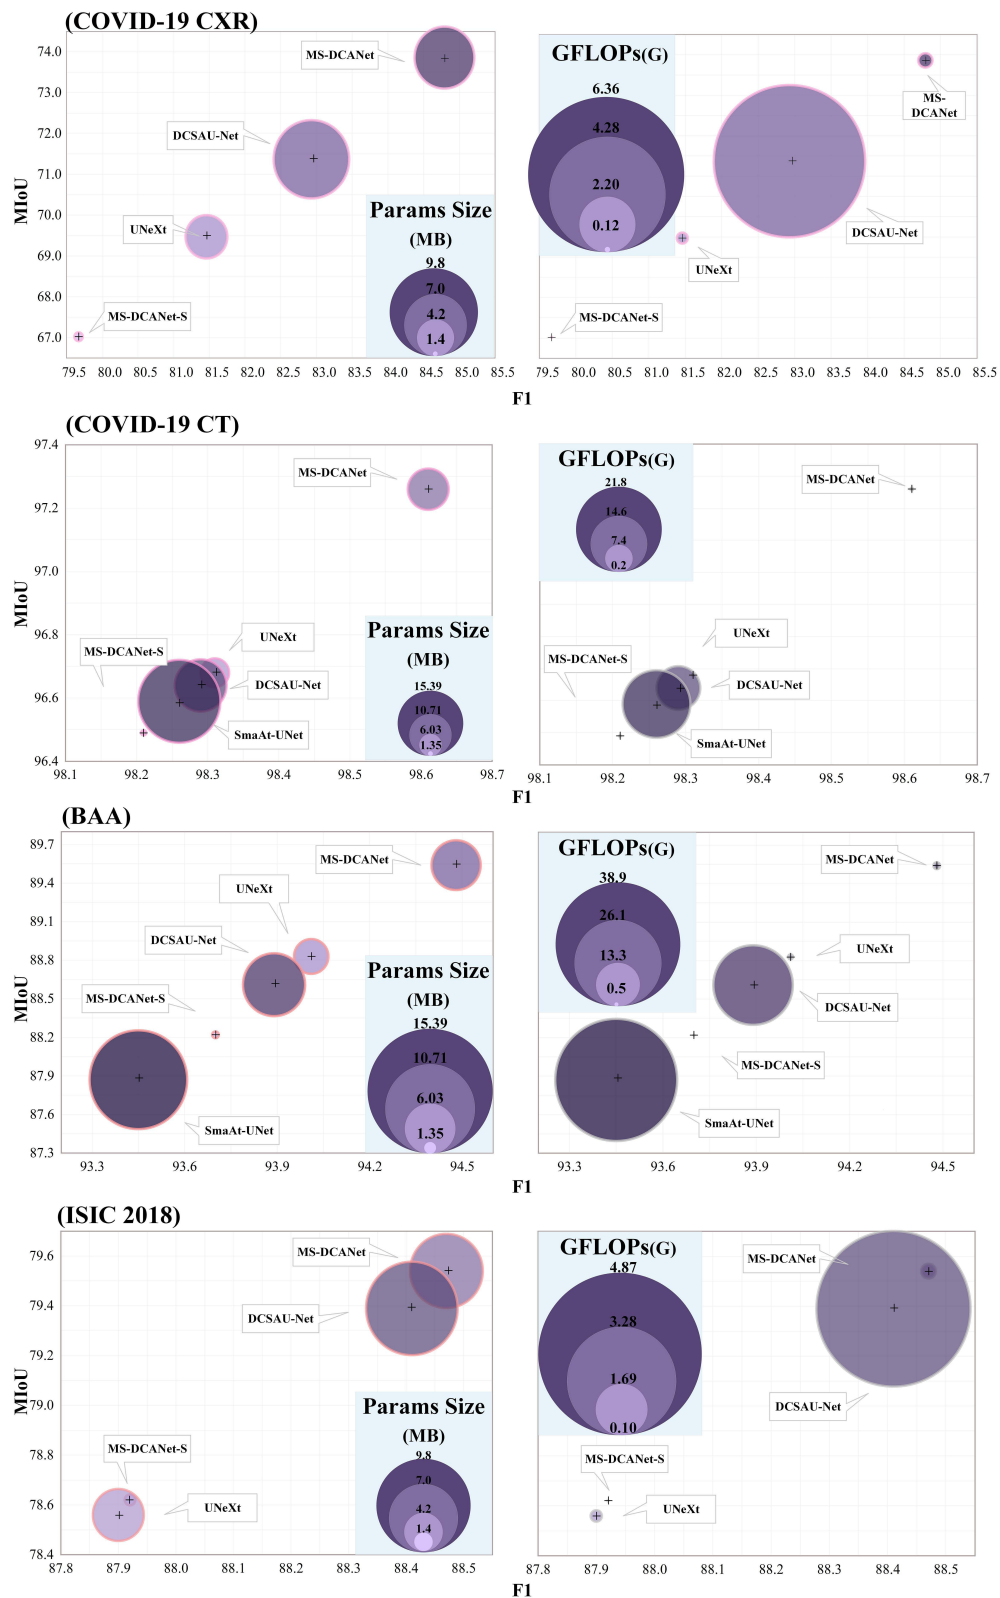 (COVID-19 CXR)
MIoU
74.0
73.0
72.0
71.0
70.0
69.0
68.0
67.0
MS-DCANet
DCSAU-Net
UNeXt
MS-DCANet-S
Params Size
(MB)
9.8
7.0
4.2
1.4
79.5 80.0 80.5 81.0 81.5 82.0 82.5 83.0 83.5 84.0 84.5 85.0 85.5
GFLOPs(G)
6.36
4.28
2.20
0.12
MS-
DCANet
DCSAU-Net
UNeXt
MS-DCANet-S
79.5 80.0 80.5 81.0 81.5 82.0 82.5 83.0 83.5 84.0 84.5 85.0 85.5
F1
(COVID-19 CT)
MIoU
97.4
97.2
97.0
96.8
96.6
96.4
MS-DCANet
UNeXt
MS-DCANet-S
DCSAU-Net
SmaAt-UNet
Params Size
(MB)
15.39
10.71
6.03
1.35
98.1 98.2 98.3 98.4 98.5 98.6 98.7
GFLOPs(G)
21.8
14.6
7.4
0.2
MS-DCANet
UNeXt
MS-DCANet-S
DCSAU-Net
SmaAt-UNet
98.1 98.2 98.3 98.4 98.5 98.6 98.7
F1
(BAA)
MIoU
89.7
89.4
89.1
88.8
88.5
88.2
87.9
87.6
87.3
MS-DCANet
UNeXt
DCSAU-Net
MS-DCANet-S
SmaAt-UNet
Params Size
(MB)
15.39
10.71
6.03
1.35
93.3 93.6 93.9 94.2 94.5
GFLOPs(G)
38.9
26.1
13.3
0.5
MS-DCANet
UNeXt
DCSAU-Net
MS-DCANet-S
SmaAt-UNet
93.3 93.6 93.9 94.2 94.5
F1
(ISIC 2018)
MIoU
79.6
79.4
79.2
79.0
78.8
78.6
78.4
MS-DCANet
DCSAU-Net
MS-DCANet-S
UNeXt
Params Size
(MB)
9.8
7.0
4.2
1.4
87.8 87.9 88.0 88.1 88.2 88.3 88.4 88.5
GFLOPs(G)
4.87
3.28
1.69
0.10
MS-DCANet
DCSAU-Net
MS-DCANet-S
UNeXt
87.8 87.9 88.0 88.1 88.2 88.3 88.4 88.5
F1